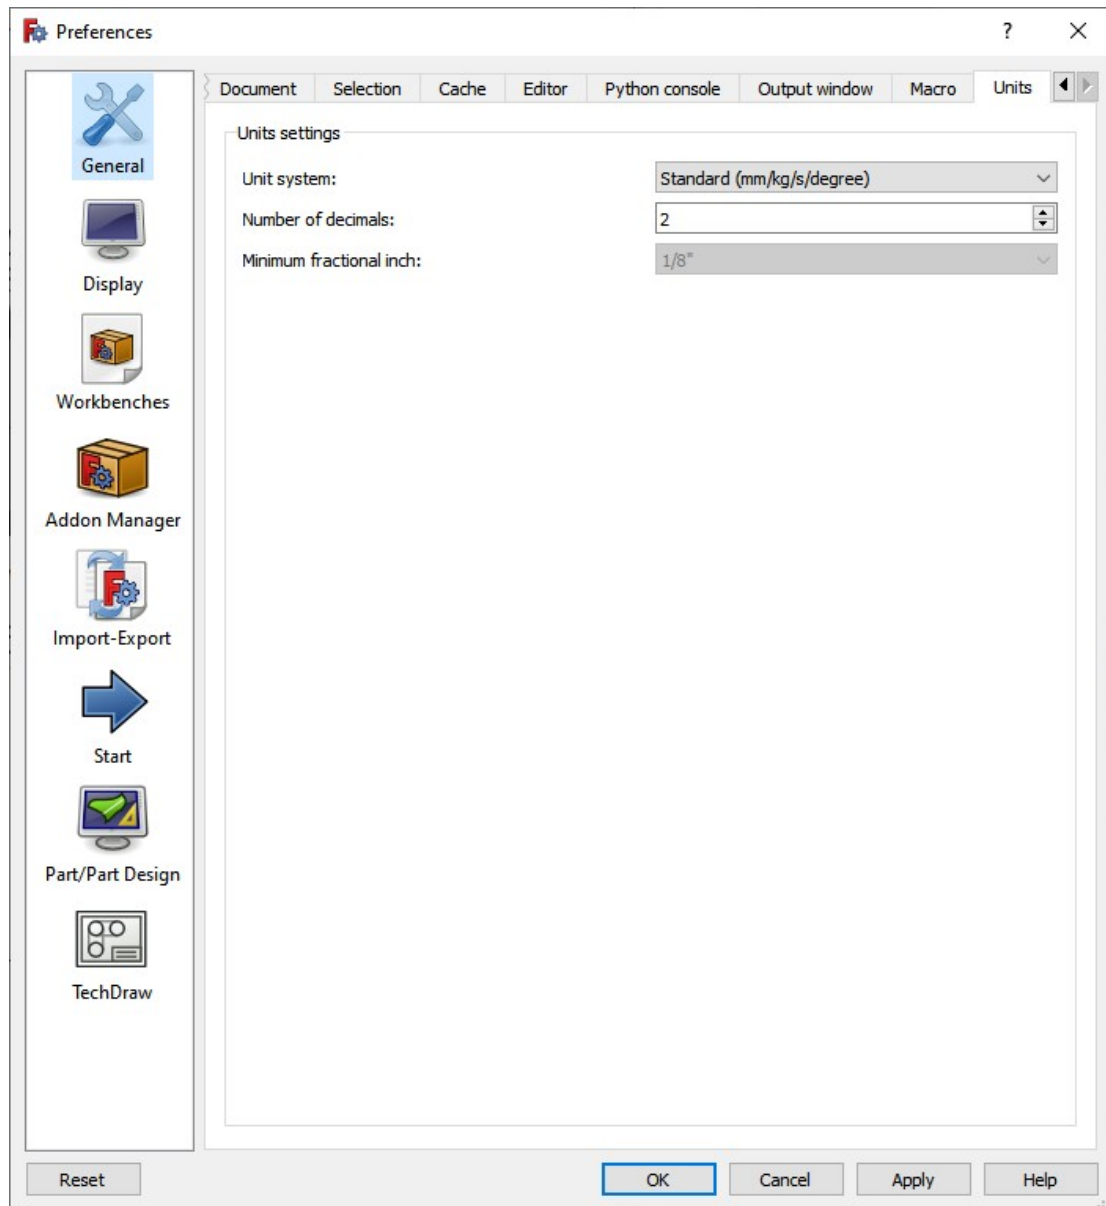 Preferences
?
General
Display
Workbenches
Addon Manager
Import-Export
Start
Part/Part Design
TechDraw
Document Selection Cache Editor Python console Output window Macro Units
Units settings
Unit system: Standard (mm/kg/s/degree)
Number of decimals: 2
Minimum fractional inch: 1/8"
Reset OK Cancel Apply Help